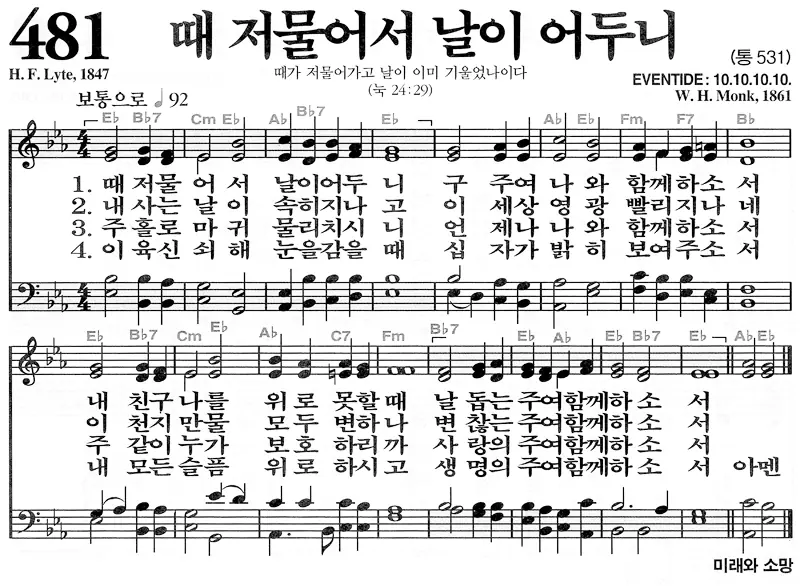 481 때 저물어서 날이 어두니
(통 531)
H. F. Lyte, 1847
때가 저물어가고 날이 이미 기울었나이다
(눅 24:29)
EVENTIDE : 10.10.10.10.
W. H. Monk, 1861
보통으로 ♩92
E♭ B♭7 Cm E♭ A♭ B♭7 E♭ A♭ E♭ Fm F7 B♭
1. 때 저물 어 서 날이어두 니 구 주여 나 와 함께하소 서
2. 내 사는 날 이 속히지나 고 이 세상 영 광 빨리지나 네
3. 주 홀로 마 귀 물리치시 니 언 제나 나 와 함께하소 서
4. 이 육신 쇠 해 눈을감을 때 십 자가 밝 히 보여주소 서
E♭ B♭7 Cm E♭ A♭ C7 Fm B♭7 E♭ A♭ E♭ B♭7 E♭ A♭ E♭
내 친구 나를 위 로 못할 때 날 돕는 주여함께하 소 서
이 천지 만물 모 두 변하 나 변 찮는 주여함께하 소 서
주 같이 누가 보 호 하리 까 사 랑의 주여함께하 소 서
내 모든 슬픔 위 로 하시 고 생 명의 주여함께하 소 서 아멘
미래와 소망